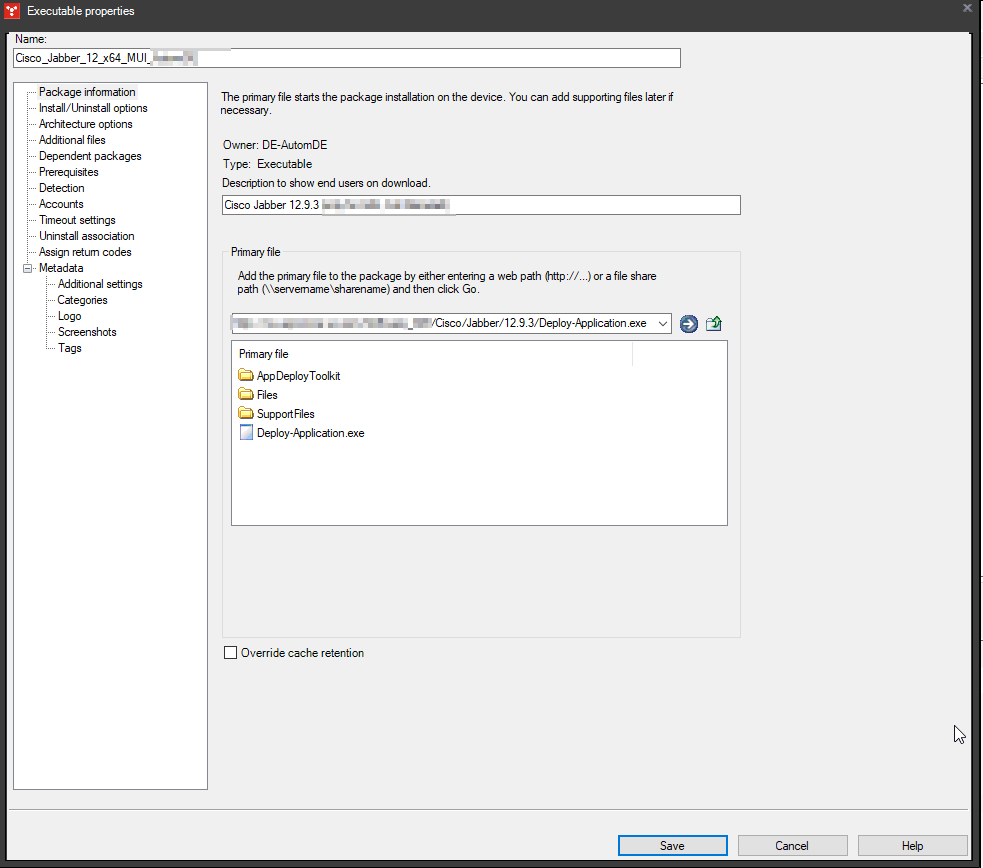 Executable properties
Name:
Cisco_Jabber_12_x64_MUI_
Package information
Install/Uninstall options
Architecture options
Additional files
Dependent packages
Prerequisites
Detection
Accounts
Timeout settings
Uninstall association
Assign return codes
Metadata
Additional settings
Categories
Logo
Screenshots
Tags
The primary file starts the package installation on the device. You can add supporting files later if
necessary.
Owner: DE-AutomDE
Type: Executable
Description to show end users on download.
Cisco Jabber 12.9.3
Primary file
Add the primary file to the package by either entering a web path (http://...) or a file share
path (\\servername\sharename) and then click Go.
/Cisco/Jabber/12.9.3/Deploy-Application.exe
Primary file
AppDeployToolkit
Files
SupportFiles
Deploy-Application.exe
Override cache retention
Save
Cancel
Help